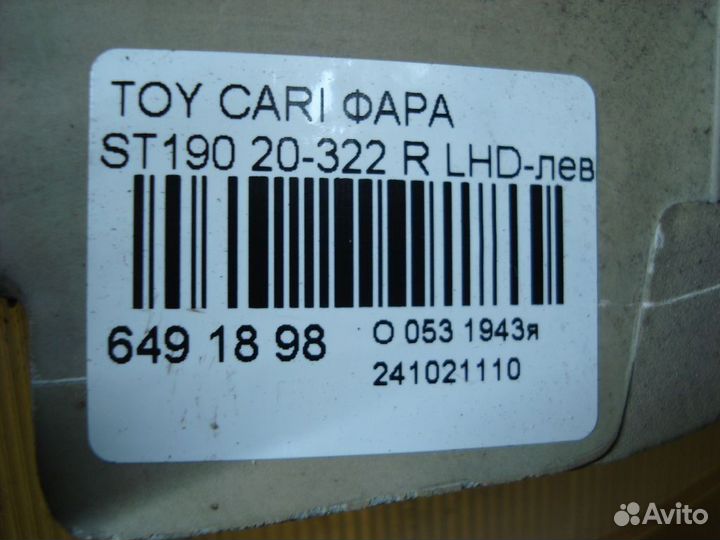 TOY CARI ФАРА
ST190 20-322 R LHD-лев
649 18 98
О 053 1943я
241021110
Avito